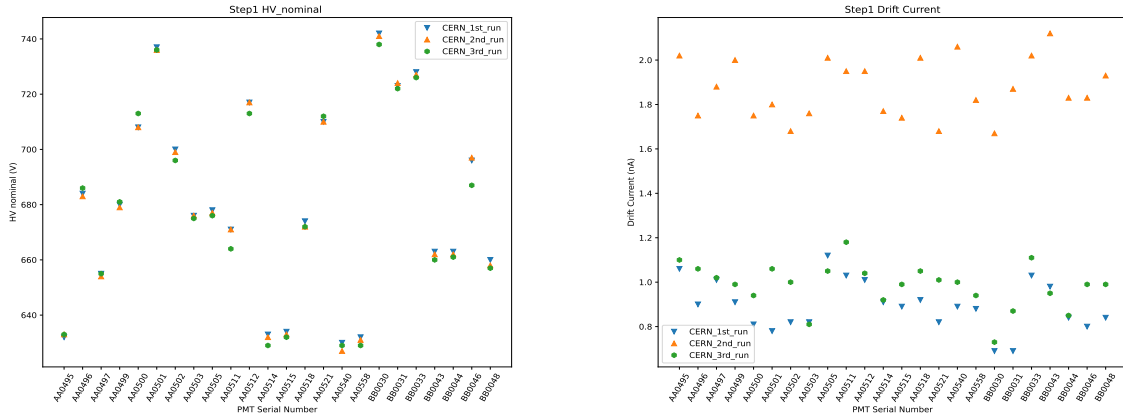 Step1 HV_nominal
HV nominal (V)
740
720
700
680
660
640
CERN_1st_run
CERN_2nd_run
CERN_3rd_run
AA0495
AA0496
AA0497
AA0499
AA0500
AA0501
AA0502
AA0503
AA0505
AA0511
AA0512
AA0514
AA0515
AA0518
AA0521
AA0540
AA0558
BB0030
BB0031
BB0033
BB0043
BB0044
BB0046
BB0048
PMT Serial Number
Step1 Drift Current
Drift Current (nA)
2.0
1.8
1.6
1.4
1.2
1.0
0.8
CERN_1st_run
CERN_2nd_run
CERN_3rd_run
AA0495
AA0496
AA0497
AA0499
AA0500
AA0501
AA0502
AA0503
AA0505
AA0511
AA0512
AA0514
AA0515
AA0518
AA0521
AA0540
AA0558
BB0030
BB0031
BB0033
BB0043
BB0044
BB0046
BB0048
PMT Serial Number